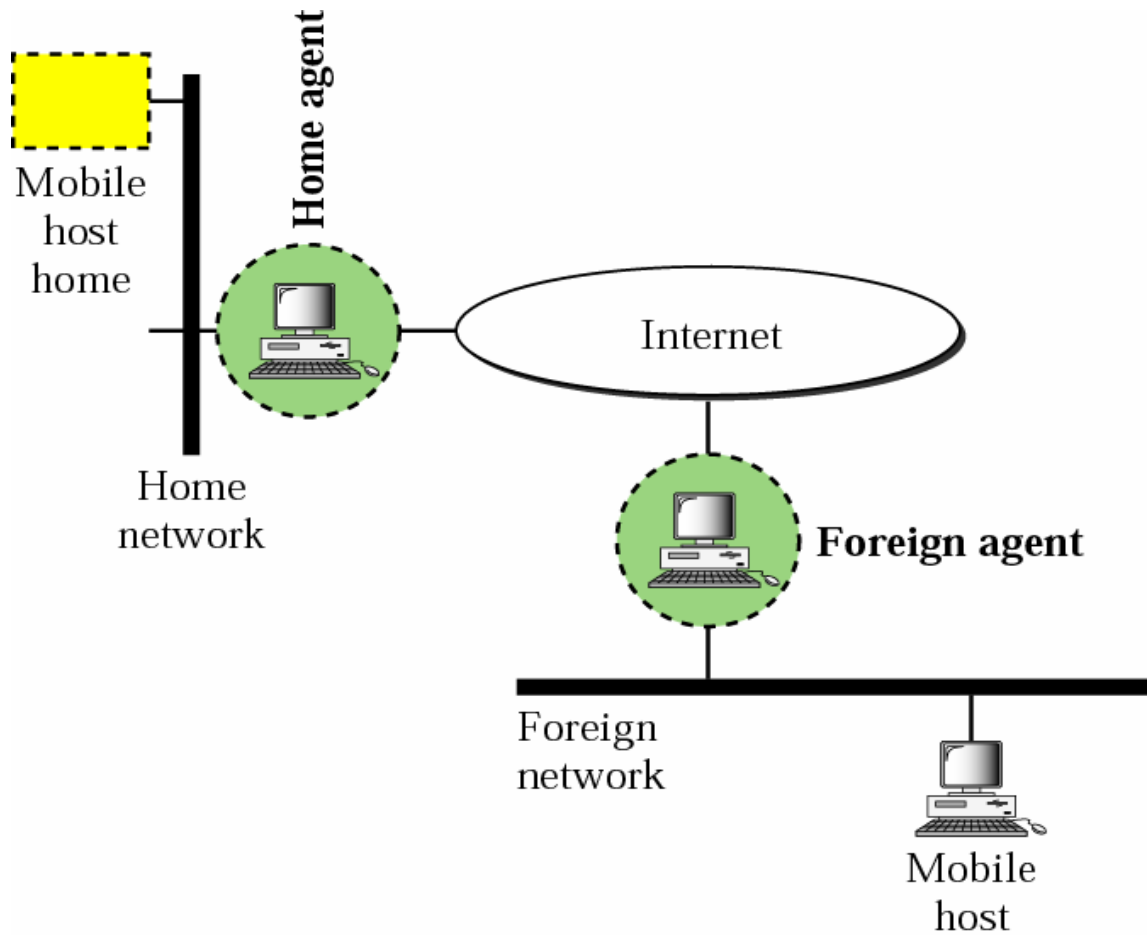 Home agent
Mobile
host
home
Internet
Home
network
Foreign agent
Foreign
network
Mobile
host